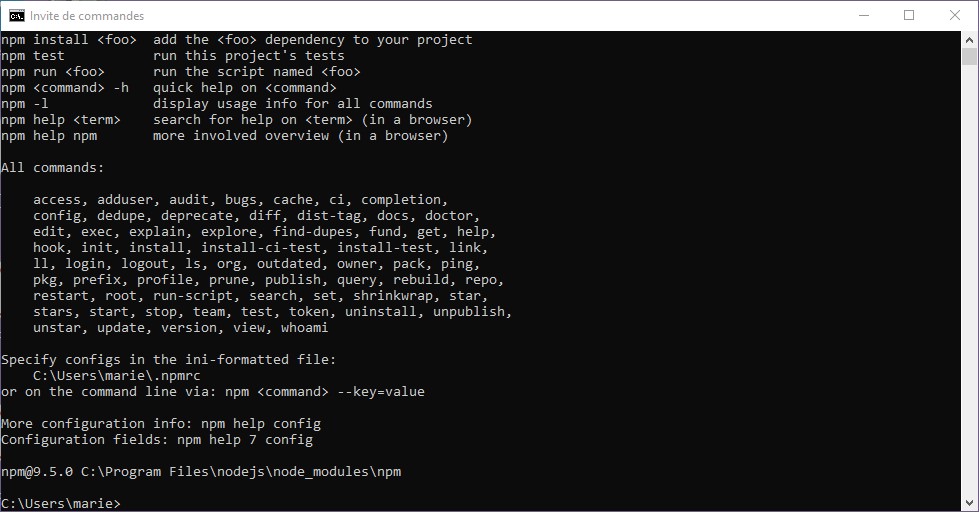 Invite de commandes
npm install <foo>  add the <foo> dependency to your project
npm test           run this project's tests
npm run <foo>      run the script named <foo>
npm <command> -h   quick help on <command>
npm -l             display usage info for all commands
npm help <term>    search for help on <term> (in a browser)
npm help npm       more involved overview (in a browser)
All commands:
    access, adduser, audit, bugs, cache, ci, completion,
    config, dedupe, deprecate, diff, dist-tag, docs, doctor,
    edit, exec, explain, explore, find-dupes, fund, get, help,
    hook, init, install, install-ci-test, install-test, link,
    ll, login, logout, ls, org, outdated, owner, pack, ping,
    pkg, prefix, profile, prune, publish, query, rebuild, repo,
    restart, root, run-script, search, set, shrinkwrap, star,
    stars, start, stop, team, test, token, uninstall, unpublish,
    unstar, update, version, view, whoami
Specify configs in the ini-formatted file:
    C:\Users\marie\.npmrc
or on the command line via: npm <command> --key=value
More configuration info: npm help config
Configuration fields: npm help 7 config
npm@9.5.0 C:\Program Files\nodejs\node_modules\npm
C:\Users\marie>